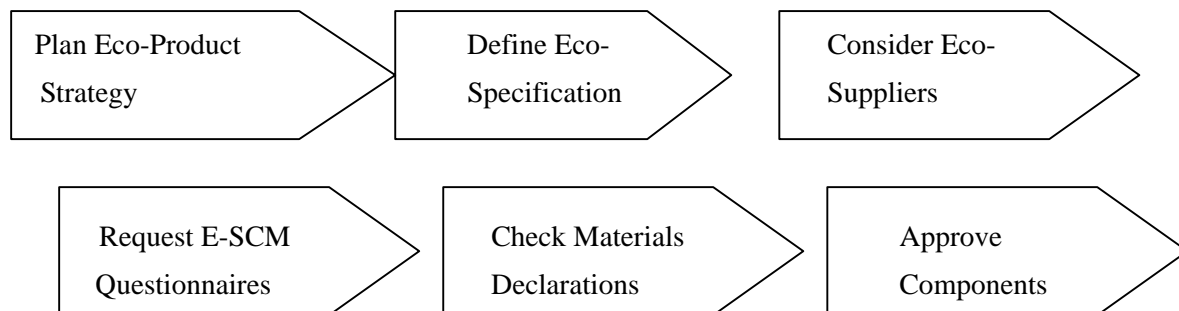 Plan Eco-Product
Strategy
Define Eco-
Specification
Consider Eco-
Suppliers
Request E-SCM
Questionnaires
Check Materials
Declarations
Approve
Components